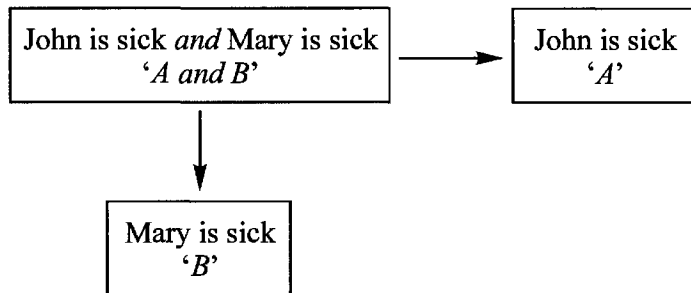 John is sick and Mary is sick
‘A and B’
John is sick
‘A’
Mary is sick
‘B’